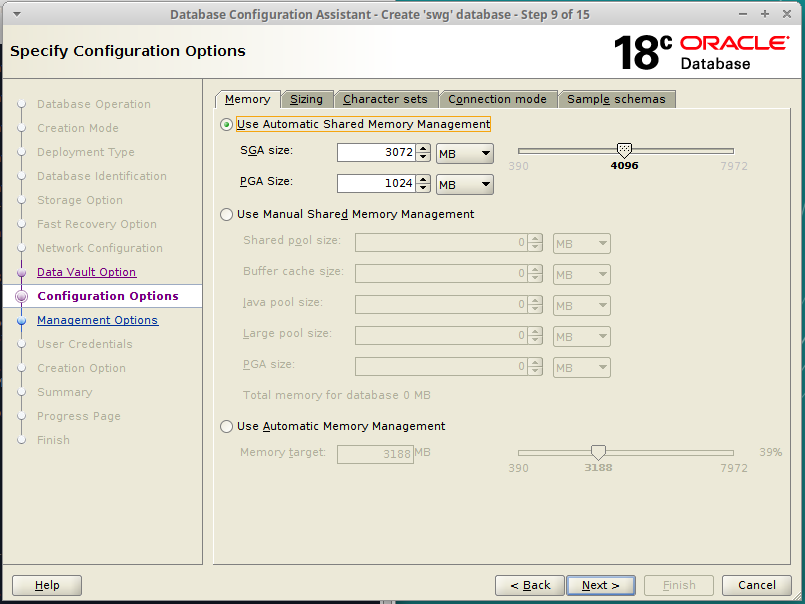 Database Configuration Assistant - Create 'swg' database - Step 9 of 15
Specify Configuration Options
18c ORACLE Database
Database Operation
Creation Mode
Deployment Type
Database Identification
Storage Option
Fast Recovery Option
Network Configuration
Data Vault Option
Configuration Options
Management Options
User Credentials
Creation Option
Summary
Progress Page
Finish
Memory Sizing Character sets Connection mode Sample schemas
Use Automatic Shared Memory Management
SGA size: 3072 MB
390 4096 7972
PGA Size: 1024 MB
Use Manual Shared Memory Management
Shared pool size: 0 MB
Buffer cache size: 0 MB
Java pool size: 0 MB
Large pool size: 0 MB
PGA size: 0 MB
Total memory for database 0 MB
Use Automatic Memory Management
Memory target: 3188 MB 39%
390 3188 7972
Help < Back Next > Finish Cancel